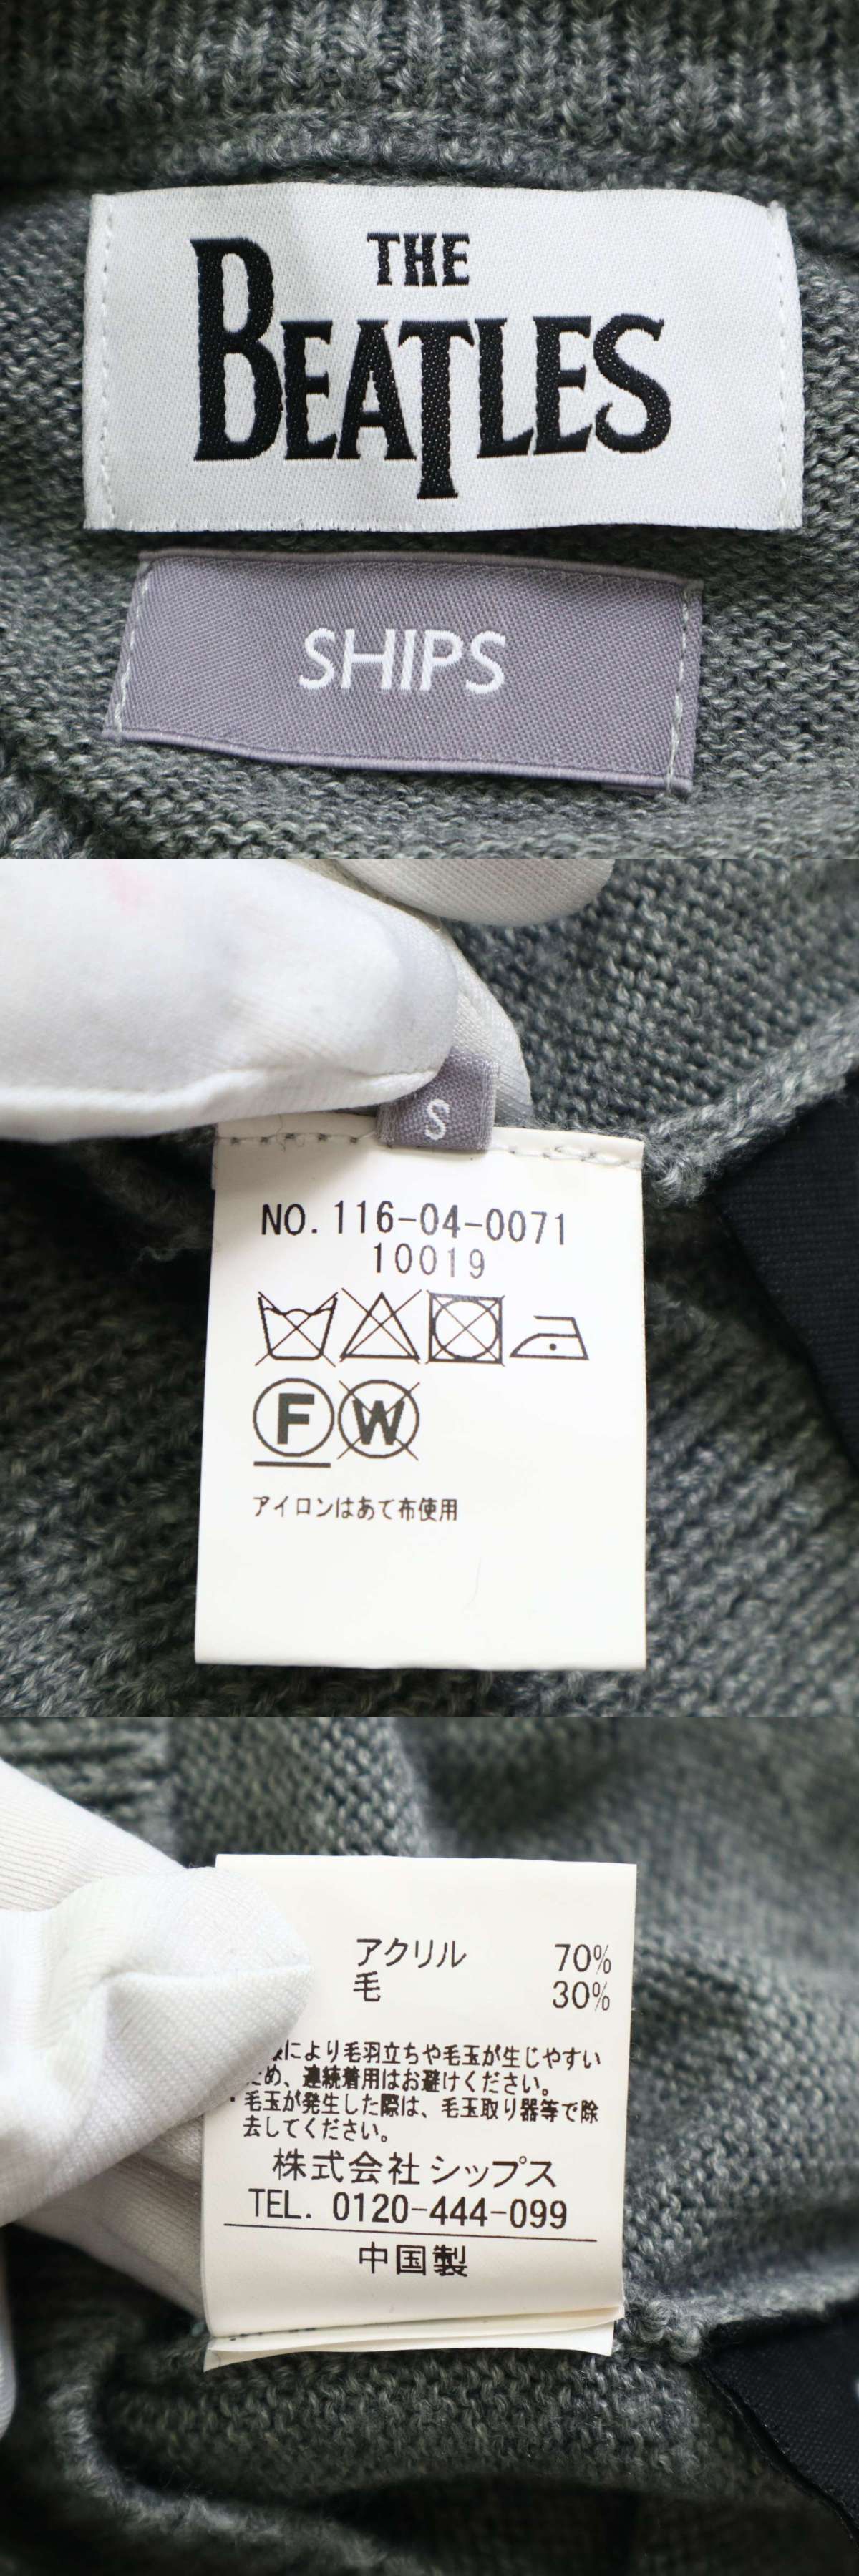 THE
BEATLES
SHIPS
S
NO.116-04-0071
10019
F W
アイロンはあて布使用
アクリル 70%
毛 30%
により毛羽立ちや毛玉が生じやすい
め、連続着用はお避けください。
・毛玉が発生した際は、毛玉取り器等で除
去してください。
株式会社 シップス
TEL. 0120-444-099
中国製